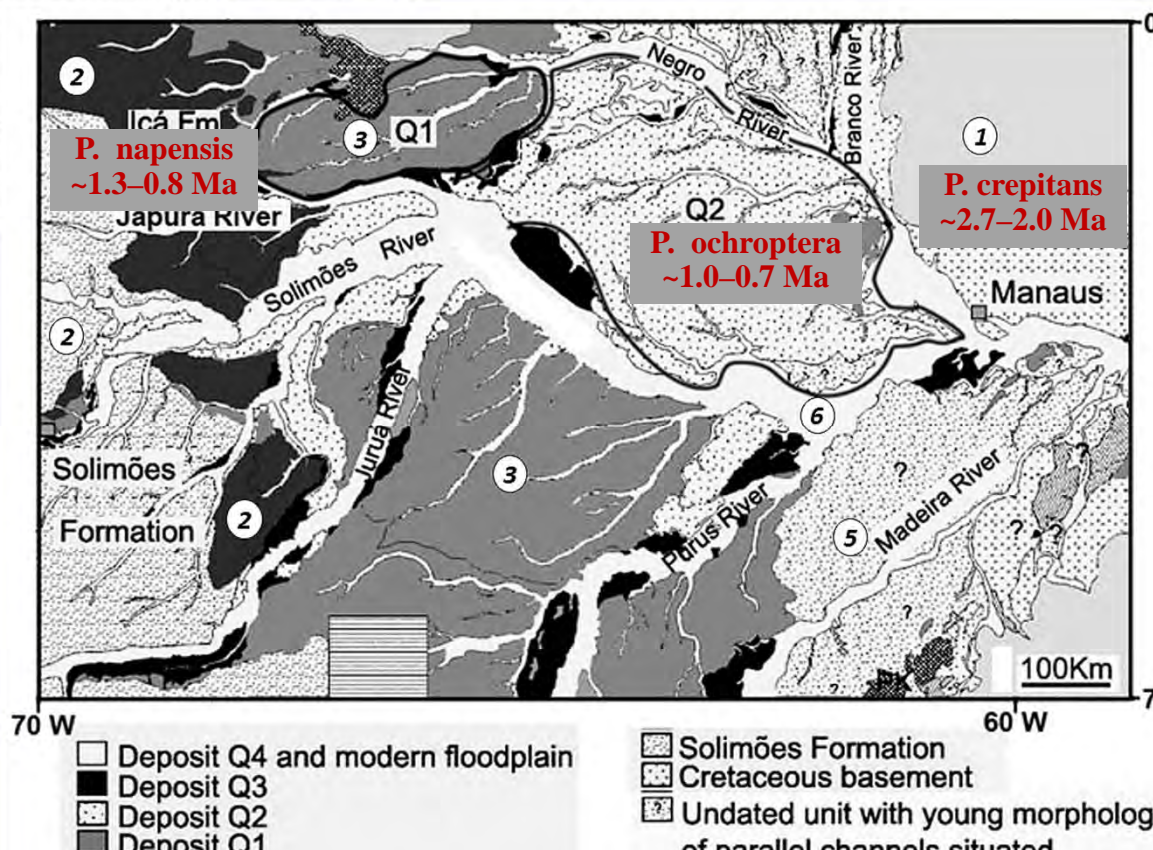 0
2
Negro
River
Branco River
1
Içá Fm
3
Q1
P. napensis
~1.3–0.8 Ma
P. crepitans
~2.7–2.0 Ma
Japurá River
Q2
P. ochroptera
~1.0–0.7 Ma
Solimões River
Manaus
2
?
6
Juruá River
Solimões
Formation
3
?
?
2
Purus River
5
Madeira River
?
?
?
?
100Km
7
70 W
60 W
Deposit Q4 and modern floodplain
Deposit Q3
Deposit Q2
Deposit Q1
Solimões Formation
Cretaceous basement
? Undated unit with young morpholog
of parallel channels situated